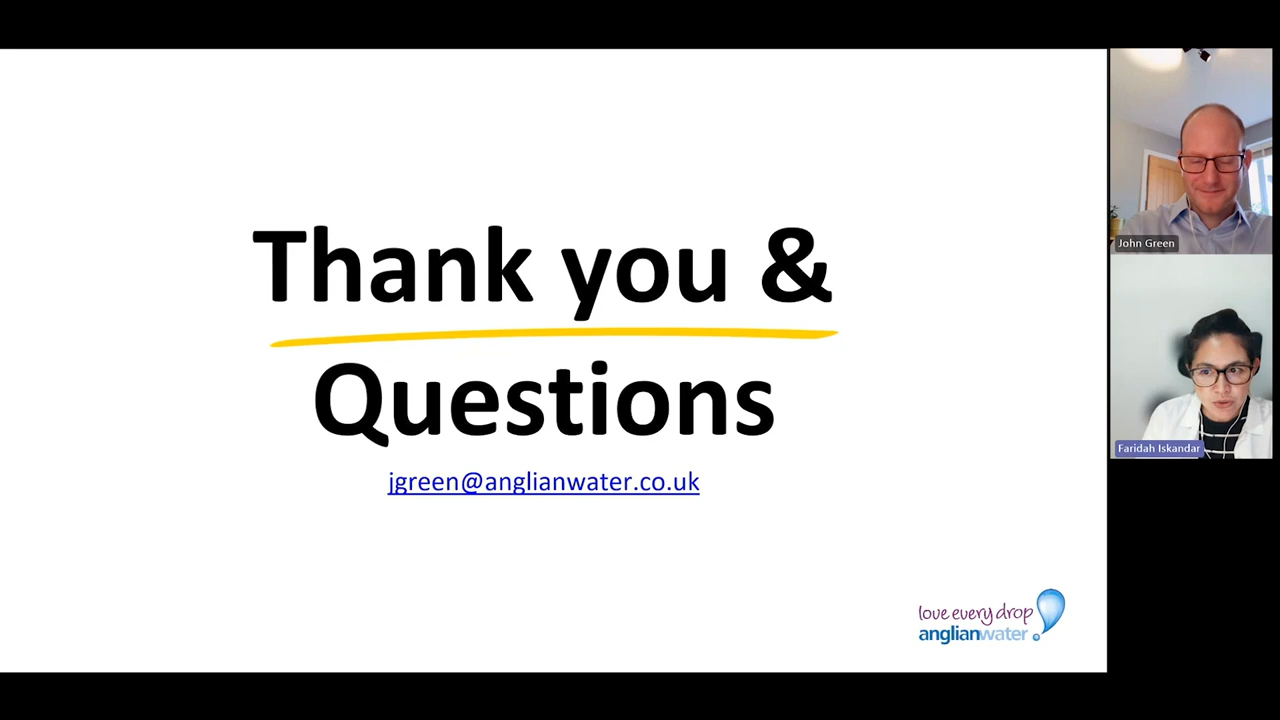 Thank you &
Questions
jgreen@anglianwater.co.uk
love every drop
anglianwater
John Green
Faridah Iskandar